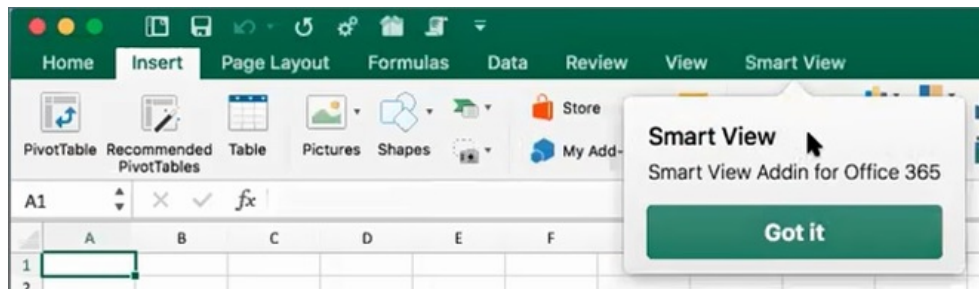 Home Insert Page Layout Formulas Data Review View Smart View
PivotTable
Recommended
PivotTables
Table
Pictures
Shapes
Store
My Add-
Smart View
Smart View Addin for Office 365
Got it
A1
fx
A B C D E F
1
2